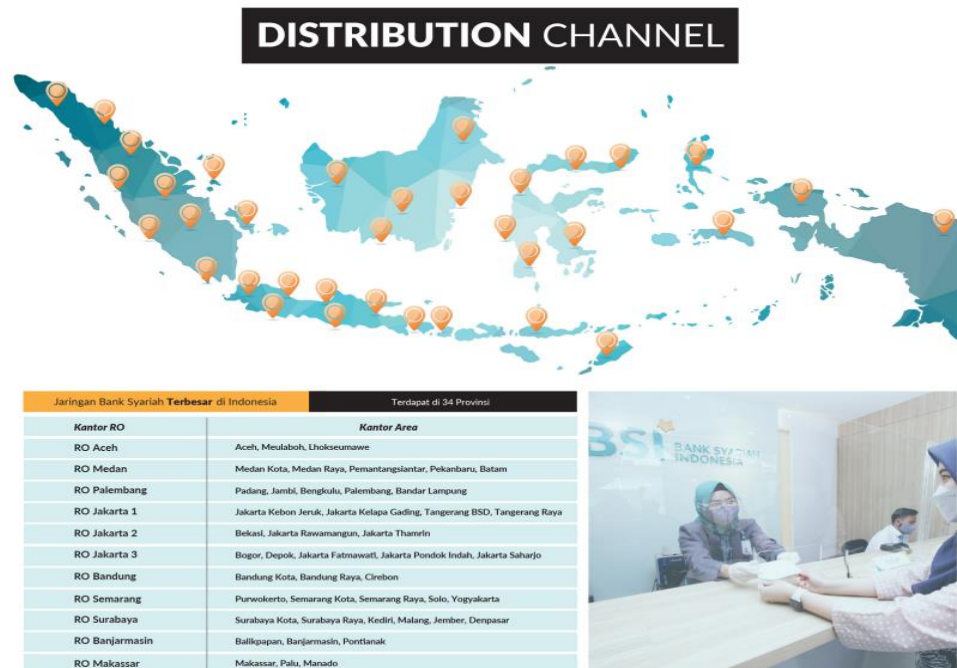 DISTRIBUTION CHANNEL
Jaringan Bank Syariah Terbesar di Indonesia
Terdapat di 34 Provinsi
Kantor RO Kantor Area
RO Aceh Aceh, Meulaboh, Lhokseumawe
RO Medan Medan Kota, Medan Raya, Pemantangsiantar, Pekanbaru, Batam
RO Palembang Padang, Jambi, Bengkulu, Palembang, Bandar Lampung
RO Jakarta 1 Jakarta Kebon Jeruk, Jakarta Kelapa Gading, Tangerang BSD, Tangerang Raya
RO Jakarta 2 Bekasi, Jakarta Rawamangun, Jakarta Thamrin
RO Jakarta 3 Bogor, Depok, Jakarta Fatmawati, Jakarta Pondok Indah, Jakarta Saharjo
RO Bandung Bandung Kota, Bandung Raya, Cirebon
RO Semarang Purwokerto, Semarang Kota, Semarang Raya, Solo, Yogyakarta
RO Surabaya Surabaya Kota, Surabaya Raya, Kediri, Malang, Jember, Denpasar
RO Banjarmasin Balikpapan, Banjarmasin, Pontianak
RO Makassar Makassar, Palu, Manado
BSI BANK SYARIAH
INDONESIA